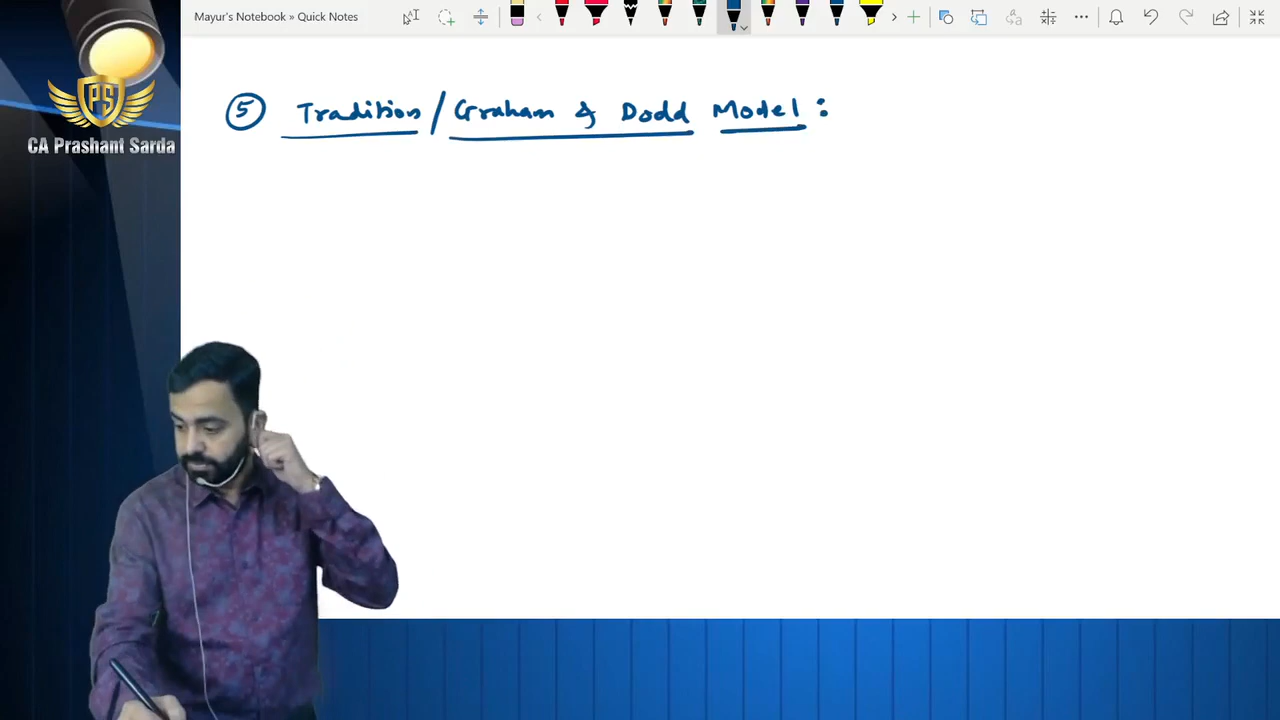 Mayur's Notebook » Quick Notes
⑤ Tradition / Graham & Dodd Model :
PS
CA Prashant Sarda